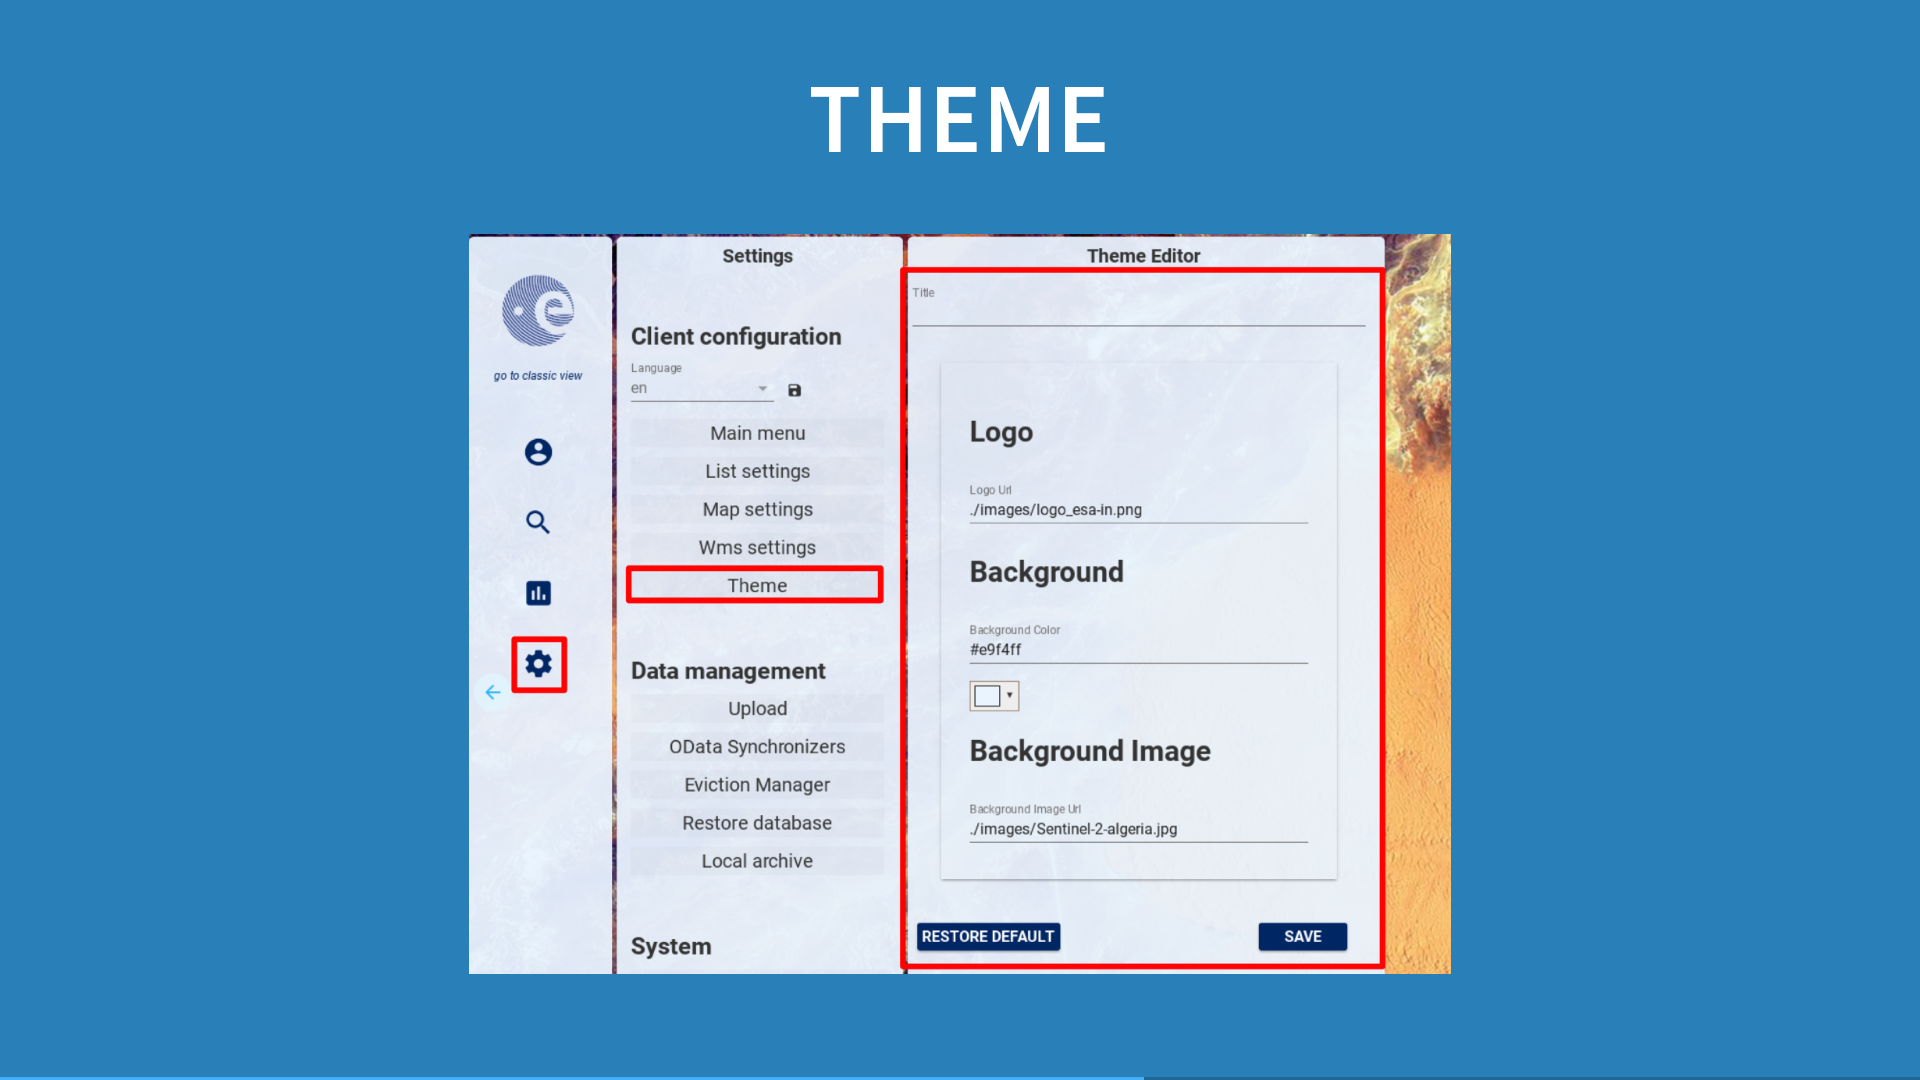 THEME
go to classic view
Settings
Client configuration
Language
en
Main menu
List settings
Map settings
Wms settings
Theme
Data management
Upload
OData Synchronizers
Eviction Manager
Restore database
Local archive
System
Theme Editor
Title
Logo
Logo Url
./images/logo_esa-in.png
Background
Background Color
#e9f4ff
Background Image
Background Image Url
./images/Sentinel-2-algeria.jpg
RESTORE DEFAULT
SAVE